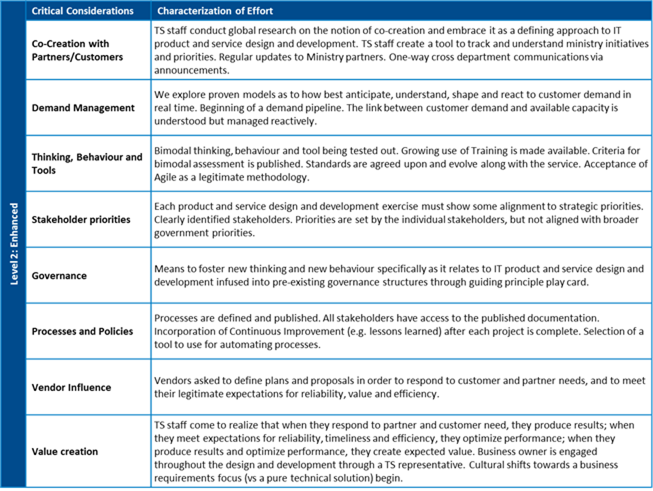 Critical Considerations
Characterization of Effort
Level 2: Enhanced
Co-Creation with
Partners/Customers
TS staff conduct global research on the notion of co-creation and embrace it as a defining approach to IT
product and service design and development. TS staff create a tool to track and understand ministry initiatives
and priorities. Regular updates to Ministry partners. One-way cross department communications via
announcements.
Demand Management
We explore proven models as to how best anticipate, understand, shape and react to customer demand in
real time. Beginning of a demand pipeline. The link between customer demand and available capacity is
understood but managed reactively.
Thinking, Behaviour and
Tools
Bimodal thinking, behaviour and tool being tested out. Growing use of Training is made available. Criteria for
bimodal assessment is published. Standards are agreed upon and evolve along with the service. Acceptance of
Agile as a legitimate methodology.
Stakeholder priorities
Each product and service design and development exercise must show some alignment to strategic priorities.
Clearly identified stakeholders. Priorities are set by the individual stakeholders, but not aligned with broader
government priorities.
Governance
Means to foster new thinking and new behaviour specifically as it relates to IT product and service design and
development infused into pre-existing governance structures through guiding principle play card.
Processes and Policies
Processes are defined and published. All stakeholders have access to the published documentation.
Incorporation of Continuous Improvement (e.g. lessons learned) after each project is complete. Selection of a
tool to use for automating processes.
Vendor Influence
Vendors asked to define plans and proposals in order to respond to customer and partner needs, and to meet
their legitimate expectations for reliability, value and efficiency.
Value creation
TS staff come to realize that when they respond to partner and customer need, they produce results; when
they meet expectations for reliability, timeliness and efficiency, they optimize performance; when they
produce results and optimize performance, they create expected value. Business owner is engaged
throughout the design and development through a TS representative. Cultural shifts towards a business
requirements focus (vs a pure technical solution) begin.